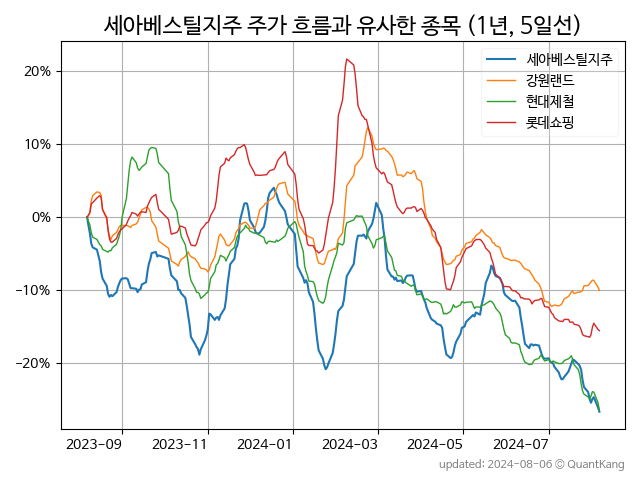 세아베스틸지주 주가 흐름과 유사한 종목 (1년, 5일선)
세아베스틸지주
강원랜드
현대제철
롯데쇼핑
20%
10%
0%
−10%
−20%
2023-09 2023-11 2024-01 2024-03 2024-05 2024-07
updated: 2024-08-06 © QuantKang